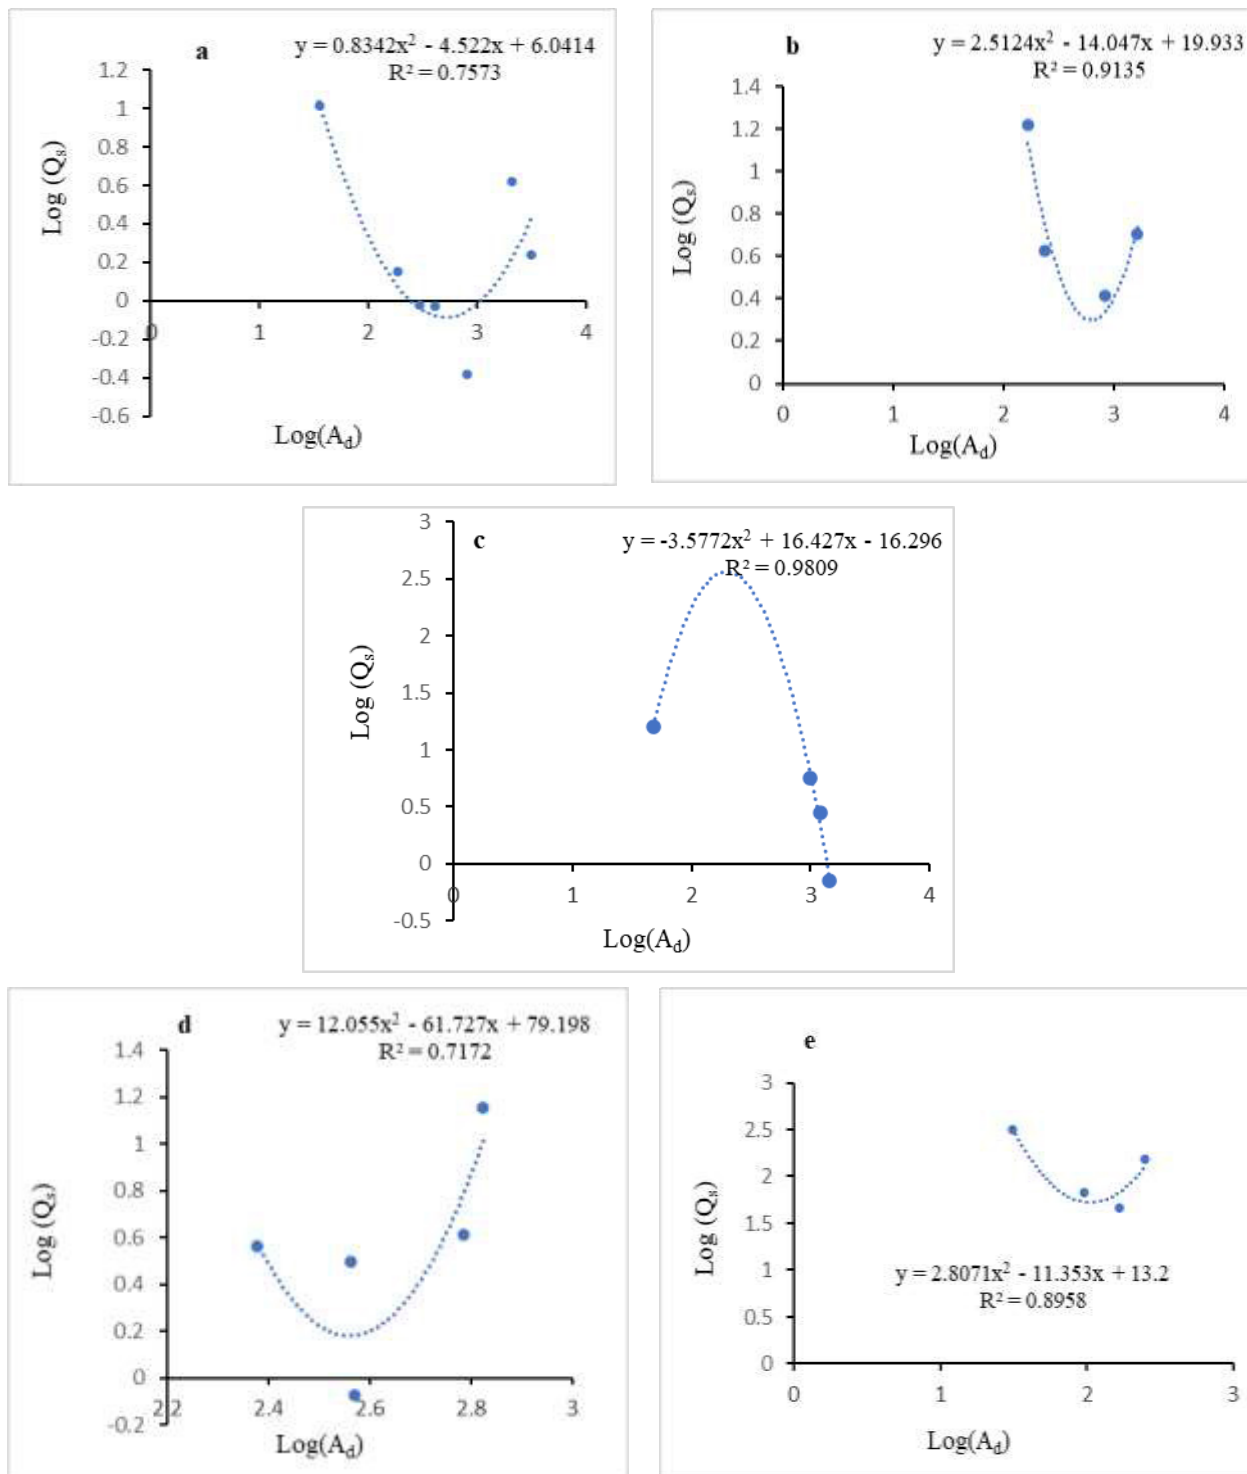 a
y = 0.8342x² - 4.522x + 6.0414
R² = 0.7573
1.2
1
0.8
0.6
0.4
0.2
0
-0.2
-0.4
-0.6
0 1 2 3 4
Log (Qs)
Log(Ad)
b
y = 2.5124x² - 14.047x + 19.933
R² = 0.9135
1.4
1.2
1
0.8
0.6
0.4
0.2
0
0 1 2 3 4
Log (Qs)
Log(Ad)
c
y = -3.5772x² + 16.427x - 16.296
R² = 0.9809
3
2.5
2
1.5
1
0.5
0
-0.5
0 1 2 3 4
Log (Qs)
Log(Ad)
d
y = 12.055x² - 61.727x + 79.198
R² = 0.7172
1.4
1.2
1
0.8
0.6
0.4
0.2
0
-0.2
2.2 2.4 2.6 2.8 3
Log (Qs)
Log(Ad)
e
3
2.5
2
1.5
1
0.5
0
0 1 2 3
y = 2.8071x² - 11.353x + 13.2
R² = 0.8958
Log (Qs)
Log(Ad)